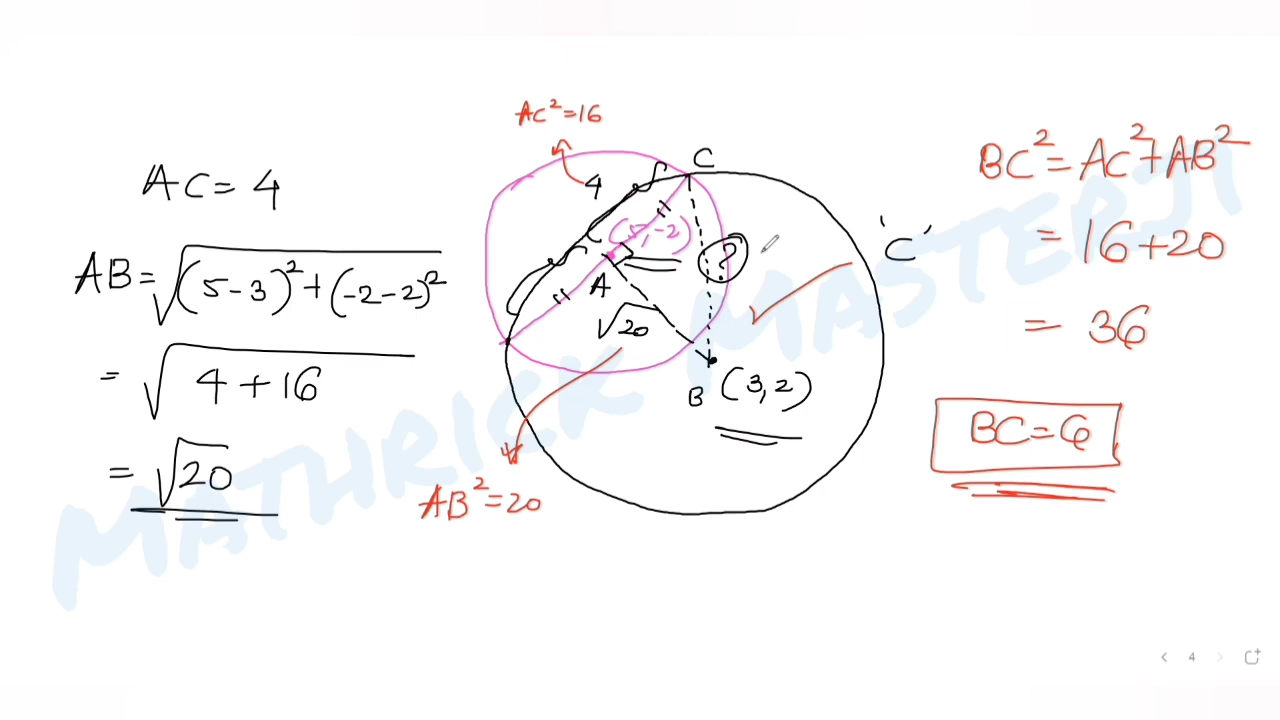 AC = 4
AB = √(5-3)² + (-2-2)²
= √4 + 16
= √20
AC² = 16
C
4
(5, -2)
?
A
√20
B (3, 2)
AB² = 20
'C'
BC² = AC² + AB²
= 16 + 20
= 36
BC = 6
MATHRICK MASTERJI
< 4 >